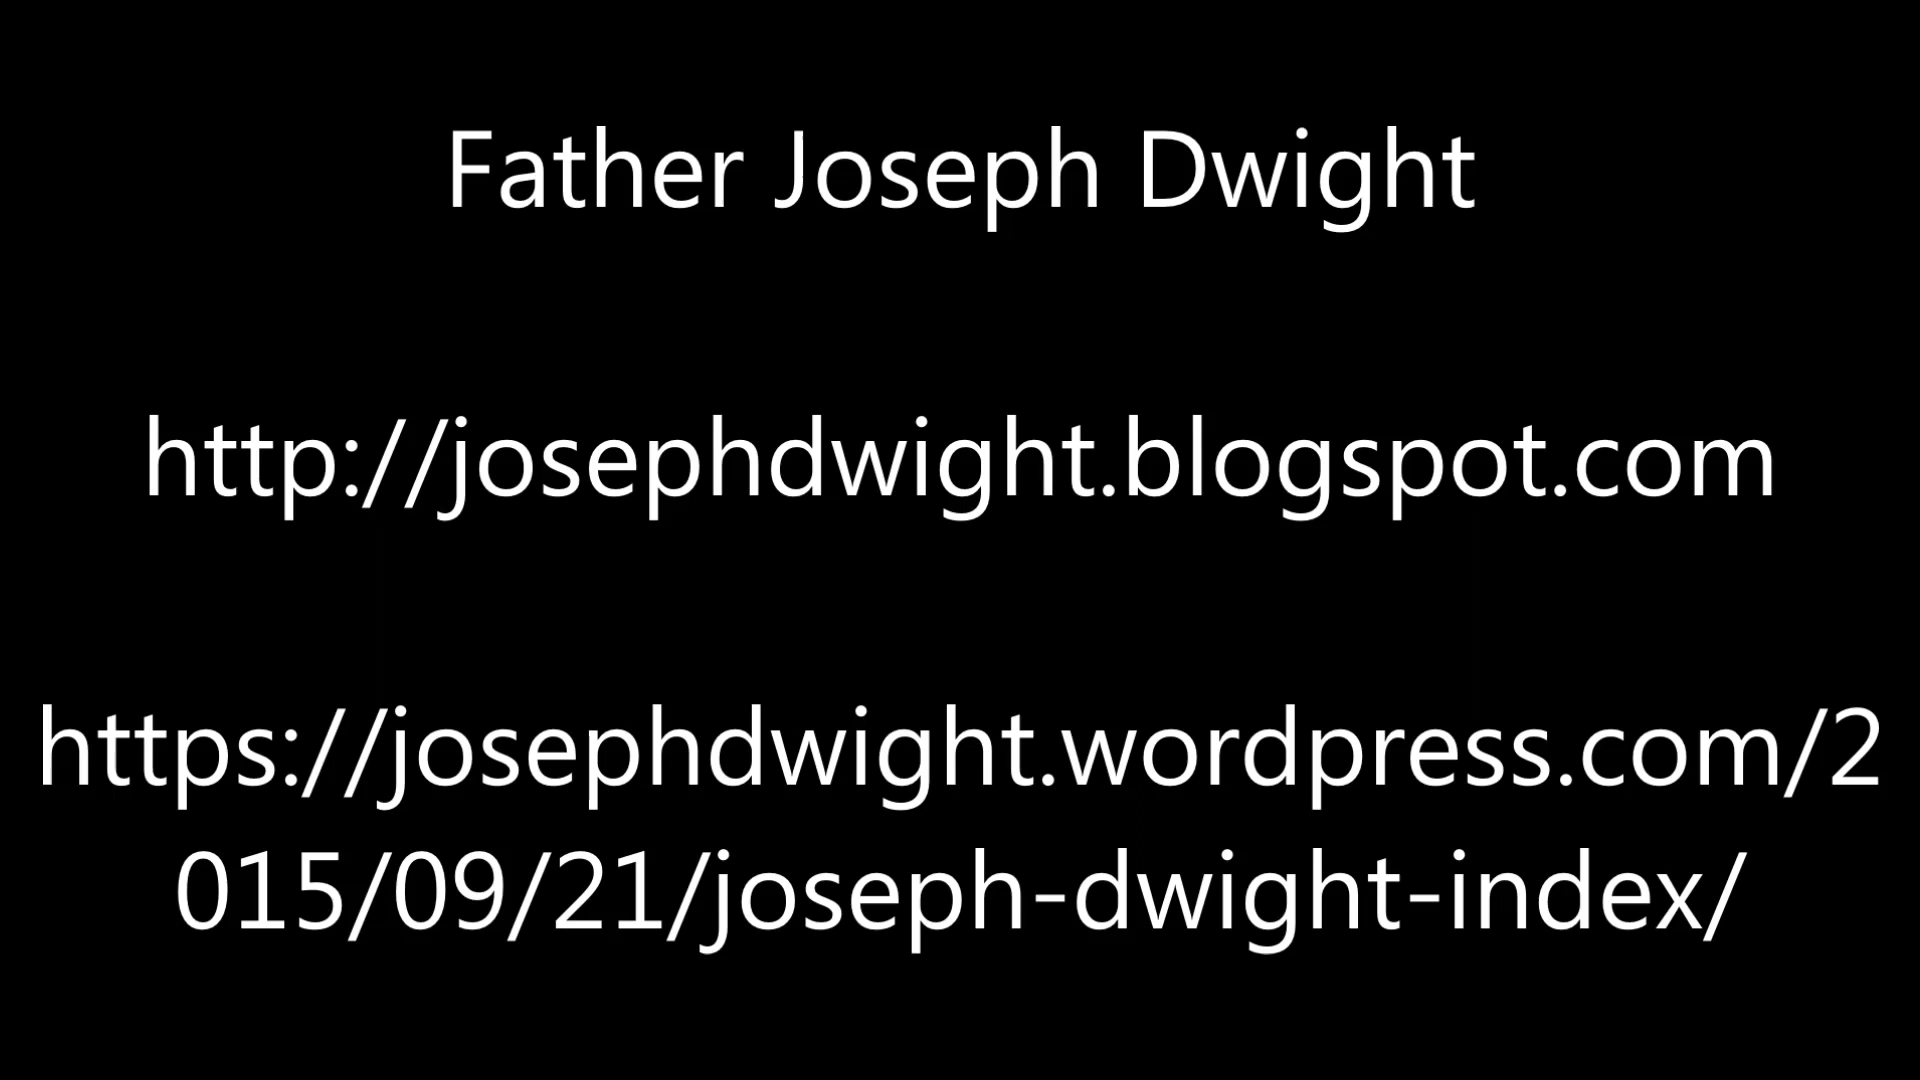 Father Joseph Dwight
http://josephdwight.blogspot.com
https://josephdwight.wordpress.com/2
015/09/21/joseph-dwight-index/